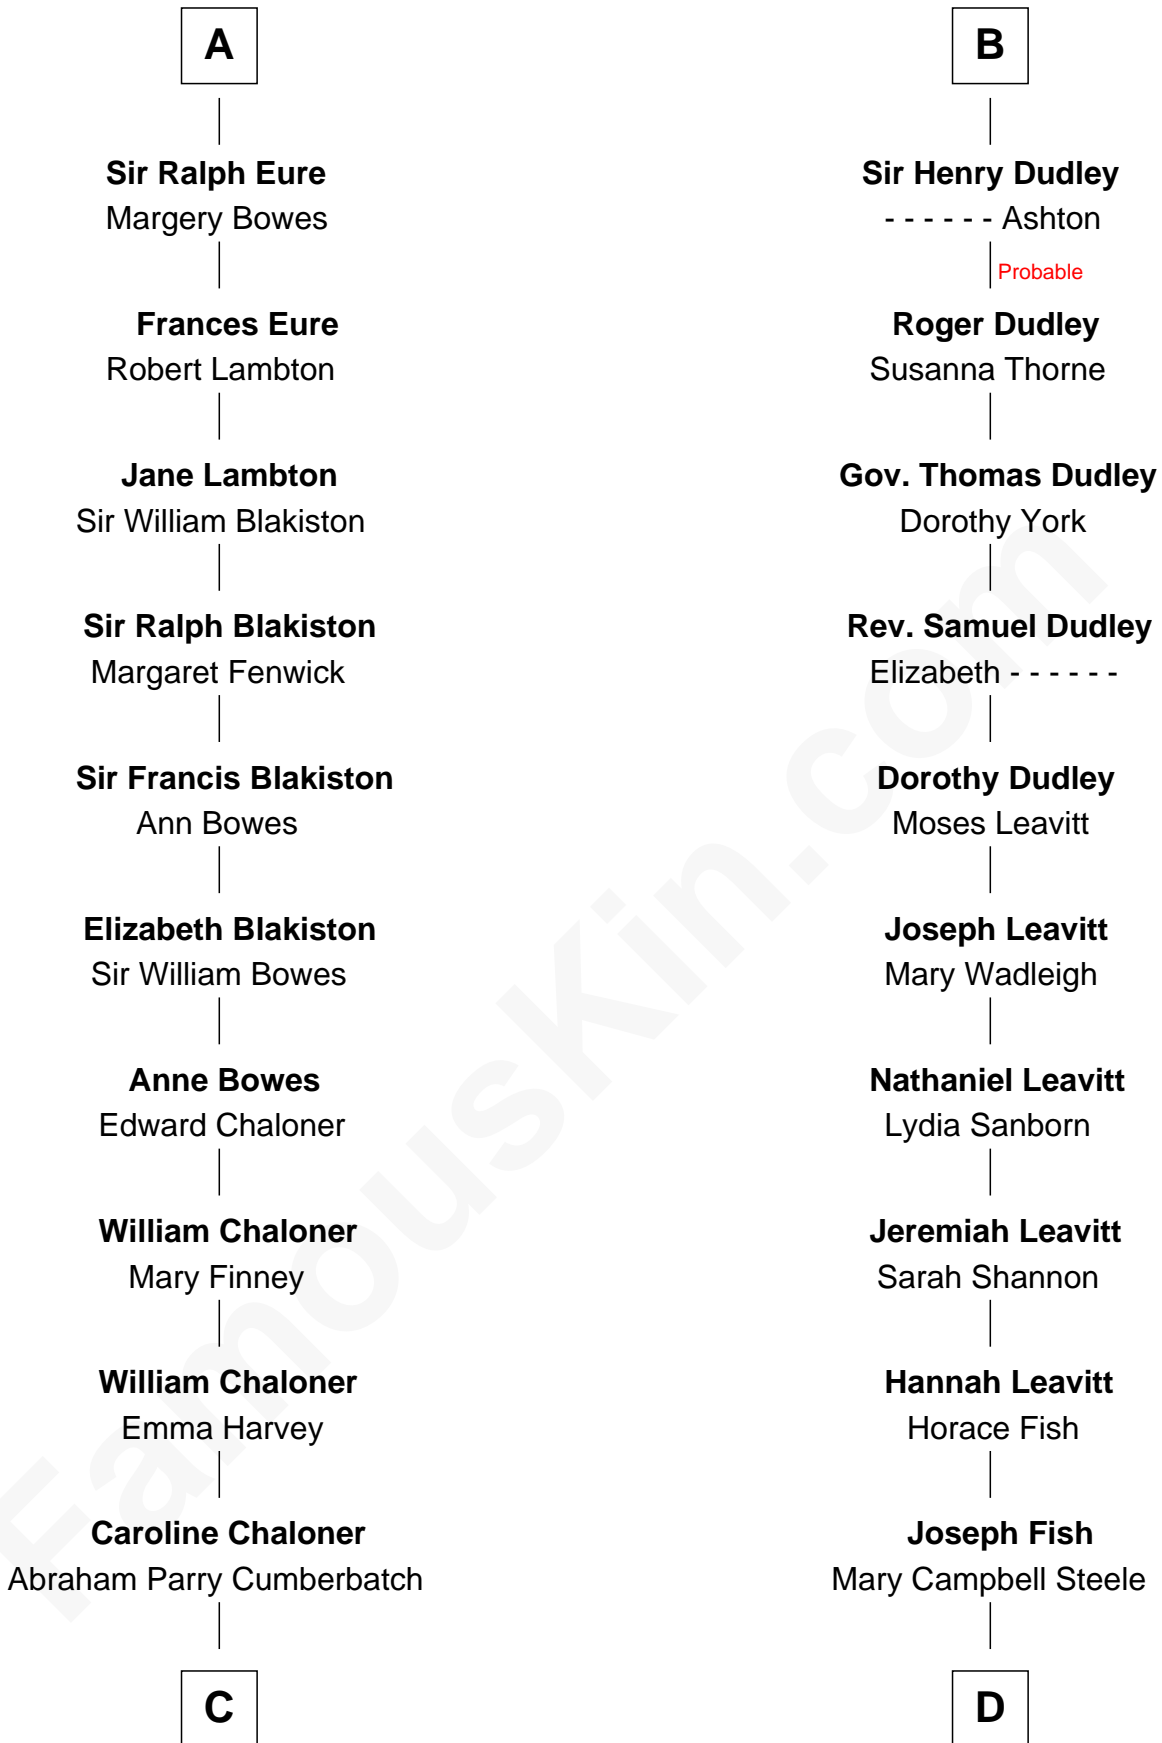 A
Sir Ralph Eure
Margery Bowes
Frances Eure
Robert Lambton
Jane Lambton
Sir William Blakiston
Sir Ralph Blakiston
Margaret Fenwick
Sir Francis Blakiston
Ann Bowes
Elizabeth Blakiston
Sir William Bowes
Anne Bowes
Edward Chaloner
William Chaloner
Mary Finney
William Chaloner
Emma Harvey
Caroline Chaloner
Abraham Parry Cumberbatch
C
B
Sir Henry Dudley
- - - - - - Ashton
Probable
Roger Dudley
Susanna Thorne
Gov. Thomas Dudley
Dorothy York
Rev. Samuel Dudley
Elizabeth - - - - - -
Dorothy Dudley
Moses Leavitt
Joseph Leavitt
Mary Wadleigh
Nathaniel Leavitt
Lydia Sanborn
Jeremiah Leavitt
Sarah Shannon
Hannah Leavitt
Horace Fish
Joseph Fish
Mary Campbell Steele
D
FamousKin.com